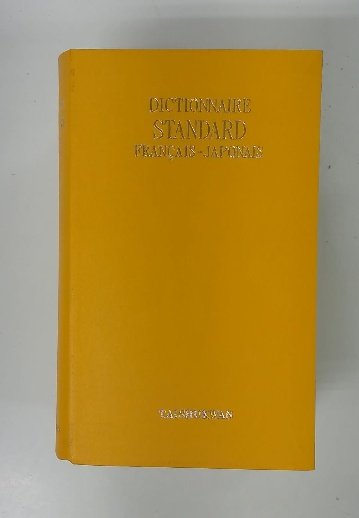 DICTIONNAIRE
STANDARD
FRANÇAIS-JAPONAIS
TAISHUKAN